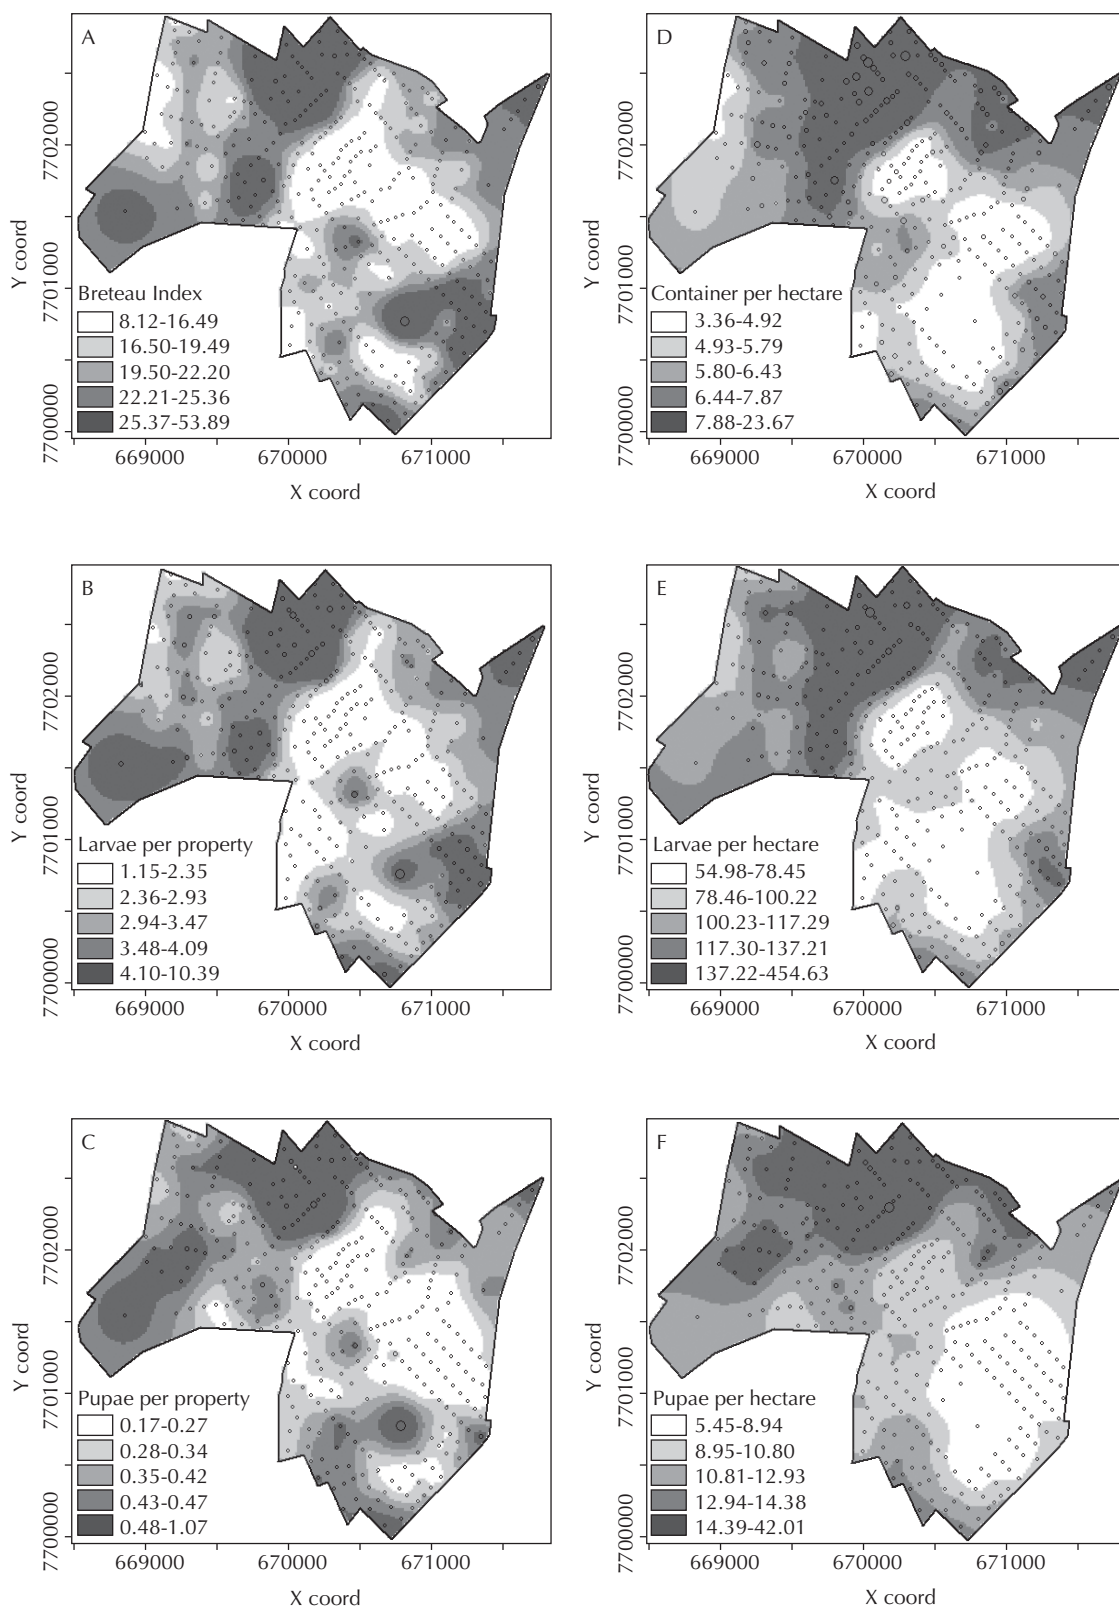 A
Y coord
7702000
7701000
7700000
Breteau Index
8.12-16.49
16.50-19.49
19.50-22.20
22.21-25.36
25.37-53.89
669000 670000 671000
X coord
D
Y coord
7702000
7701000
7700000
Container per hectare
3.36-4.92
4.93-5.79
5.80-6.43
6.44-7.87
7.88-23.67
669000 670000 671000
X coord
B
Y coord
7702000
7701000
7700000
Larvae per property
1.15-2.35
2.36-2.93
2.94-3.47
3.48-4.09
4.10-10.39
669000 670000 671000
X coord
E
Y coord
7702000
7701000
7700000
Larvae per hectare
54.98-78.45
78.46-100.22
100.23-117.29
117.30-137.21
137.22-454.63
669000 670000 671000
X coord
C
Y coord
7702000
7701000
7700000
Pupae per property
0.17-0.27
0.28-0.34
0.35-0.42
0.43-0.47
0.48-1.07
669000 670000 671000
X coord
F
Y coord
7702000
7701000
7700000
Pupae per hectare
5.45-8.94
8.95-10.80
10.81-12.93
12.94-14.38
14.39-42.01
669000 670000 671000
X coord